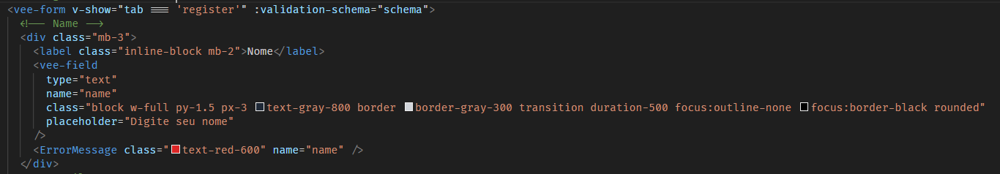 <vee-form v-show="tab === 'register'" :validation-schema="schema">
<!-- Name -->
<div class="mb-3">
<label class="inline-block mb-2">Nome</label>
<vee-field
type="text"
name="name"
class="block w-full py-1.5 px-3 text-gray-800 border border-gray-300 transition duration-500 focus:outline-none focus:border-black rounded"
placeholder="Digite seu nome"
/>
<ErrorMessage class="text-red-600" name="name" />
</div>